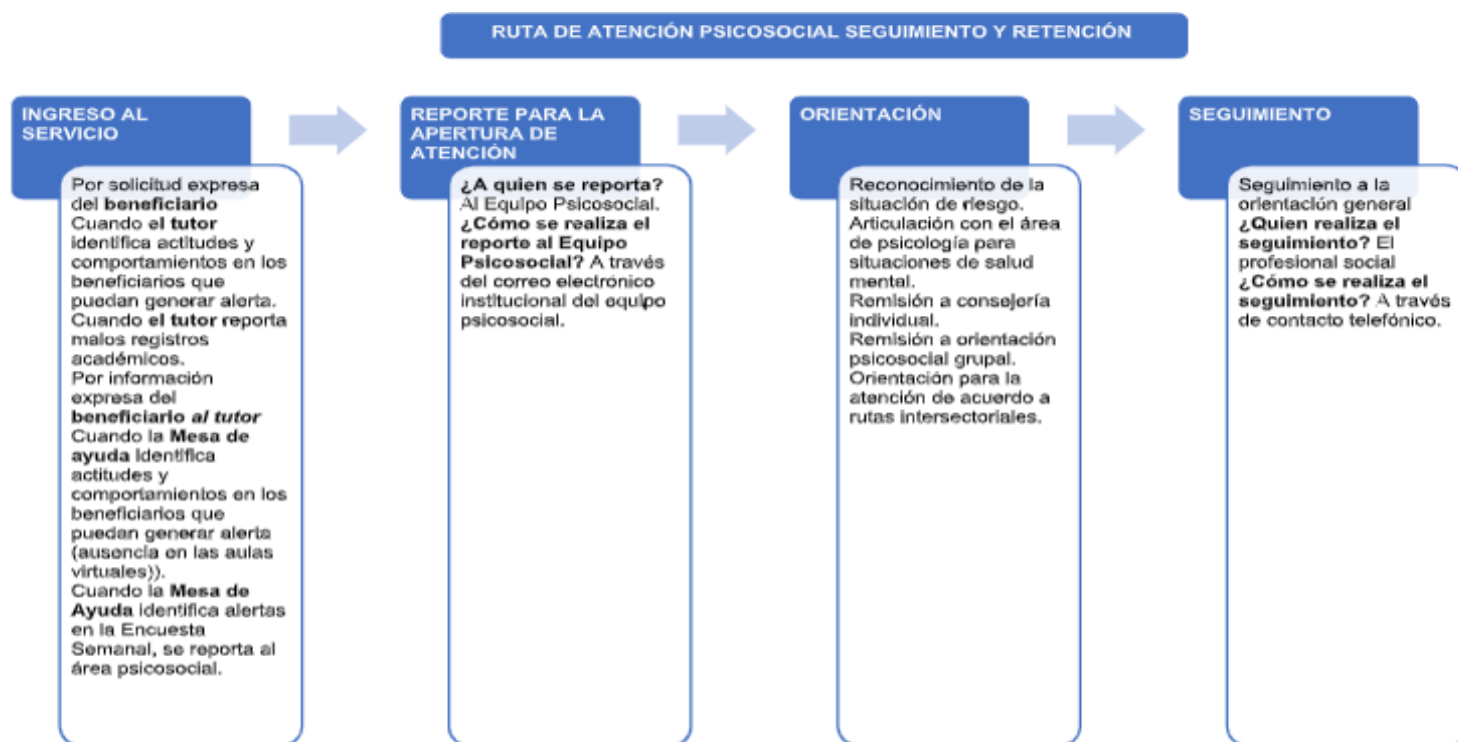 RUTA DE ATENCIÓN PSICOSOCIAL SEGUIMIENTO Y RETENCIÓN
INGRESO AL
SERVICIO
Por solicitud expresa
del beneficiario
Cuando el tutor
identifica actitudes y
comportamientos en los
beneficiarios que
puedan generar alerta.
Cuando el tutor reporta
malos registros
académicos.
Por información
expresa del
beneficiario al tutor
Cuando la Mesa de
ayuda identifica
actitudes y
comportamientos en los
beneficiarios que
puedan generar alerta
(ausencia en las aulas
virtuales)).
Cuando la Mesa de
Ayuda identifica alertas
en la Encuesta
Semanal, se reporta al
área psicosocial.
REPORTE PARA LA
APERTURA DE
ATENCIÓN
¿A quien se reporta?
Al Equipo Psicosocial.
¿Cómo se realiza el
reporte al Equipo
Psicosocial? A través
del correo electrónico
institucional del equipo
psicosocial.
ORIENTACIÓN
Reconocimiento de la
situación de riesgo.
Articulación con el área
de psicología para
situaciones de salud
mental.
Remisión a consejería
individual.
Remisión a orientación
psicosocial grupal.
Orientación para la
atención de acuerdo a
rutas intersectoriales.
SEGUIMIENTO
Seguimiento a la
orientación general
¿Quien realiza el
seguimiento? El
profesional social
¿Cómo se realiza el
seguimiento? A través
de contacto telefónico.